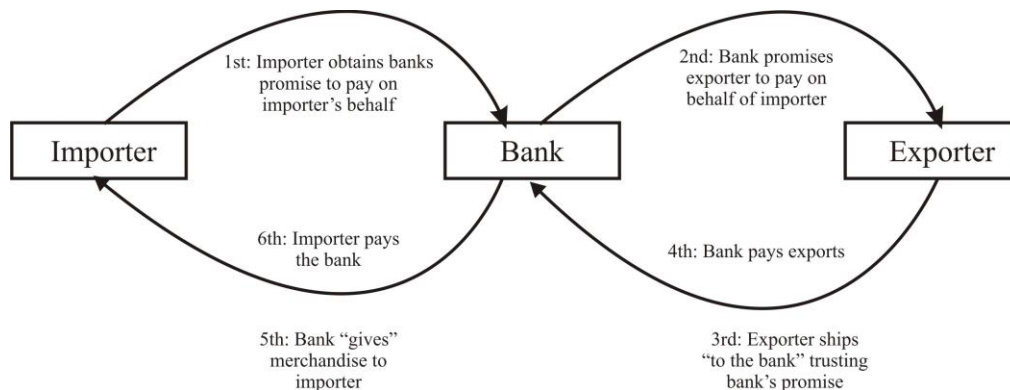 1st: Importer obtains banks
promise to pay on
importer’s behalf
2nd: Bank promises
exporter to pay on
behalf of importer
Importer
Bank
Exporter
6th: Importer pays
the bank
4th: Bank pays exports
5th: Bank “gives”
merchandise to
importer
3rd: Exporter ships
“to the bank” trusting
bank’s promise